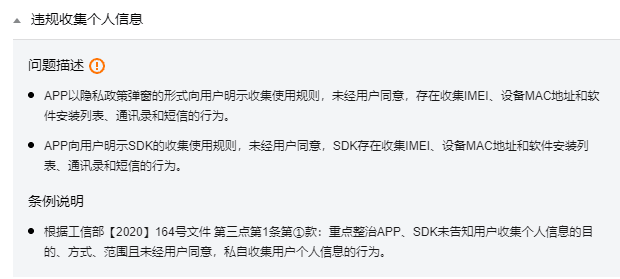 违规收集个人信息
问题描述
APP以隐私政策弹窗的形式向用户明示收集使用规则，未经用户同意，存在收集IMEI、设备MAC地址和软
件安装列表、通讯录和短信的行为。
APP向用户明示SDK的收集使用规则，未经用户同意，SDK存在收集IMEI、设备MAC地址和软件安装列
表、通讯录和短信的行为。
条例说明
根据工信部【2020】164号文件 第三点第1条第①款：重点整治APP、SDK未告知用户收集个人信息的目
的、方式、范围且未经用户同意，私自收集用户个人信息的行为。